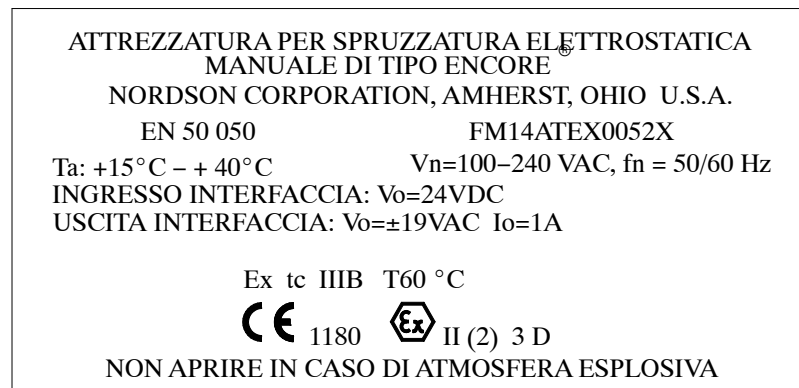 ATTREZZATURA PER SPRUZZATURA ELETTROSTATICA
MANUALE DI TIPO ENCORE ®
NORDSON CORPORATION, AMHERST, OHIO U.S.A.
EN 50 050 FM14ATEX0052X
Ta: +15°C – + 40°C Vn=100–240 VAC, fn = 50/60 Hz
INGRESSO INTERFACCIA: Vo=24VDC
USCITA INTERFACCIA: Vo=±19VAC Io=1A
Ex tc IIIB T60 °C
CE 1180 Ex II (2) 3 D
NON APRIRE IN CASO DI ATMOSFERA ESPLOSIVA